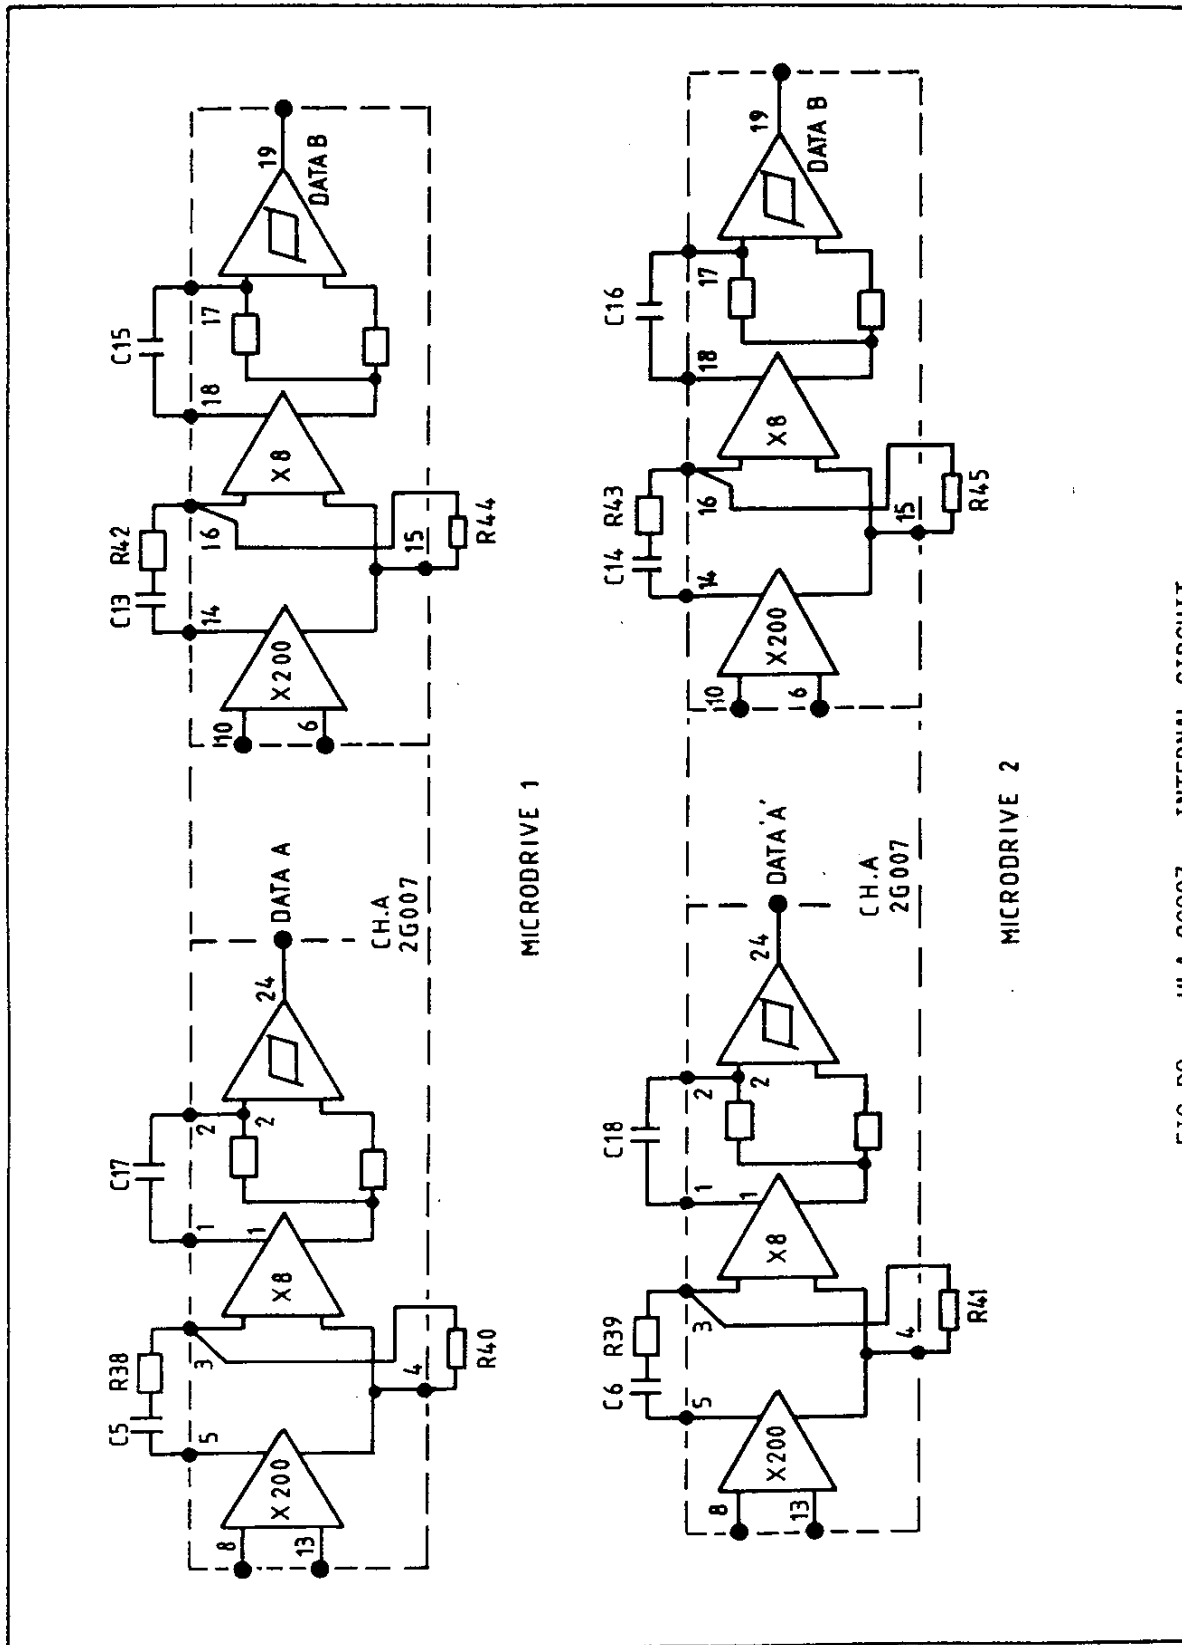 C5 R38
C17
C13 R42
C15
5
3
1
2
14
16
18
17
8
13
X200
X8
1
2
24
DATA A
10
6
X200
X8
19
DATA B
4
R40
CH.A
2G007
15
R44
MICRODRIVE 1
C6 R39
C18
C14 R43
C16
5
3
1
2
14
16
18
17
8
13
X200
X8
1
2
24
DATA'A'
10
6
X200
X8
19
DATA B
4
R41
CH.A
2G007
15
R45
MICRODRIVE 2
INTERNAL CIRCUIT